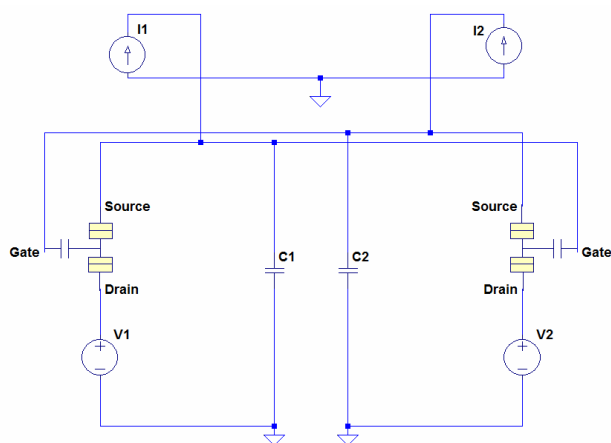 I1
I2
Source
Source
Gate
C1
C2
Gate
Drain
Drain
V1
V2